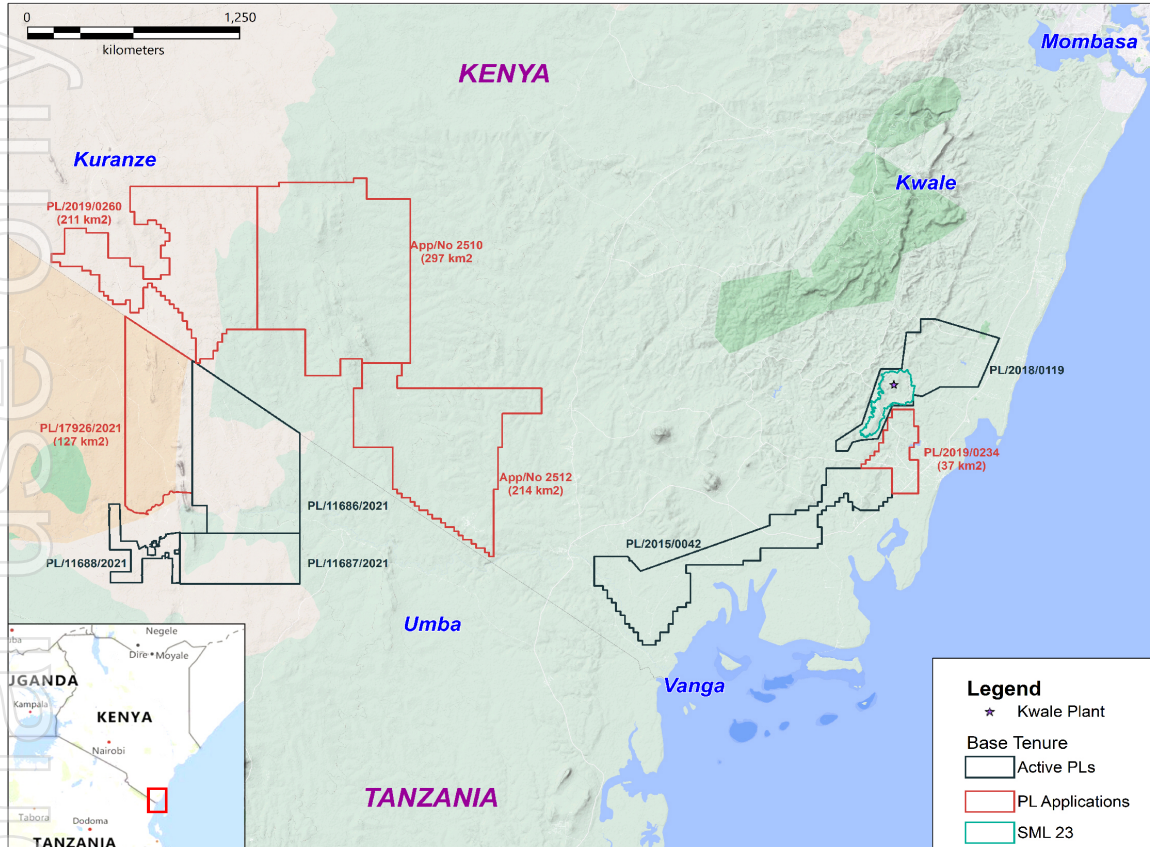 0 1,250
kilometers
Mombasa
KENYA
Kuranze
Kwale
PL/2019/0260
(211 km2)
App/No 2510
(297 km2
PL/2018/0119
PL/17926/2021
(127 km2)
PL/2019/0234
(37 km2)
App/No 2512
(214 km2)
PL/11686/2021
PL/2015/0042
PL/11688/2021
PL/11687/2021
Umba
Vanga
TANZANIA
Negele
Dire
Moyale
UGANDA
Kampala
KENYA
Nairobi
Tabora
Dodoma
TANZANIA
Legend
Kwale Plant
Base Tenure
Active PLs
PL Applications
SML 23
use only